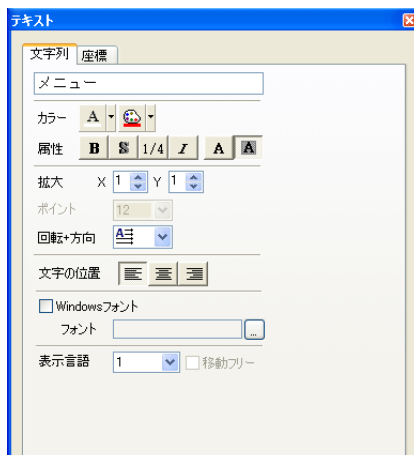 テキスト
文字列 座標
メニュー
カラー A
属性 B S 1/4 I A A
拡大 X 1 Y 1
ポイント 12
回転+方向 A
文字の位置
Windowsフォント
フォント ...
表示言語 1 移動フリー